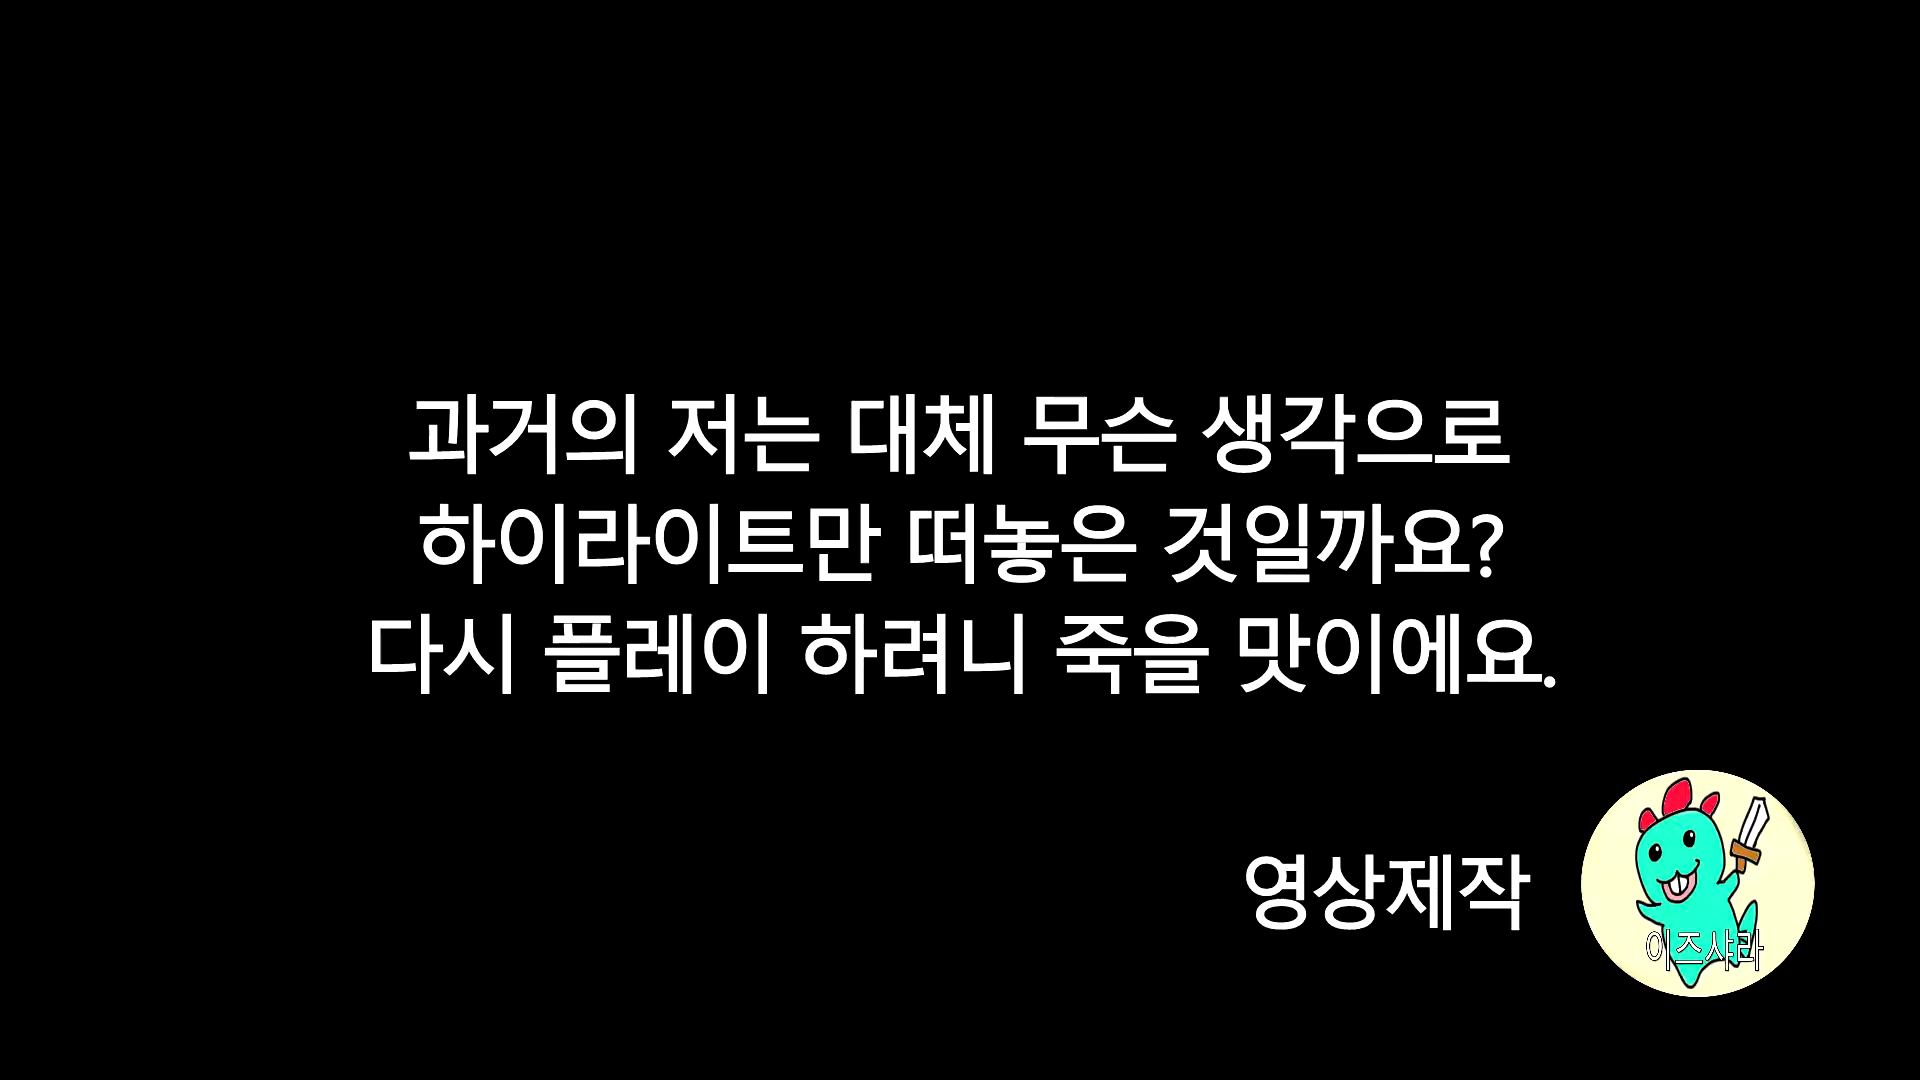 과거의 저는 대체 무슨 생각으로
하이라이트만 떠놓은 것일까요?
다시 플레이 하려니 죽을 맛이에요.
영상제작
이즈샤라